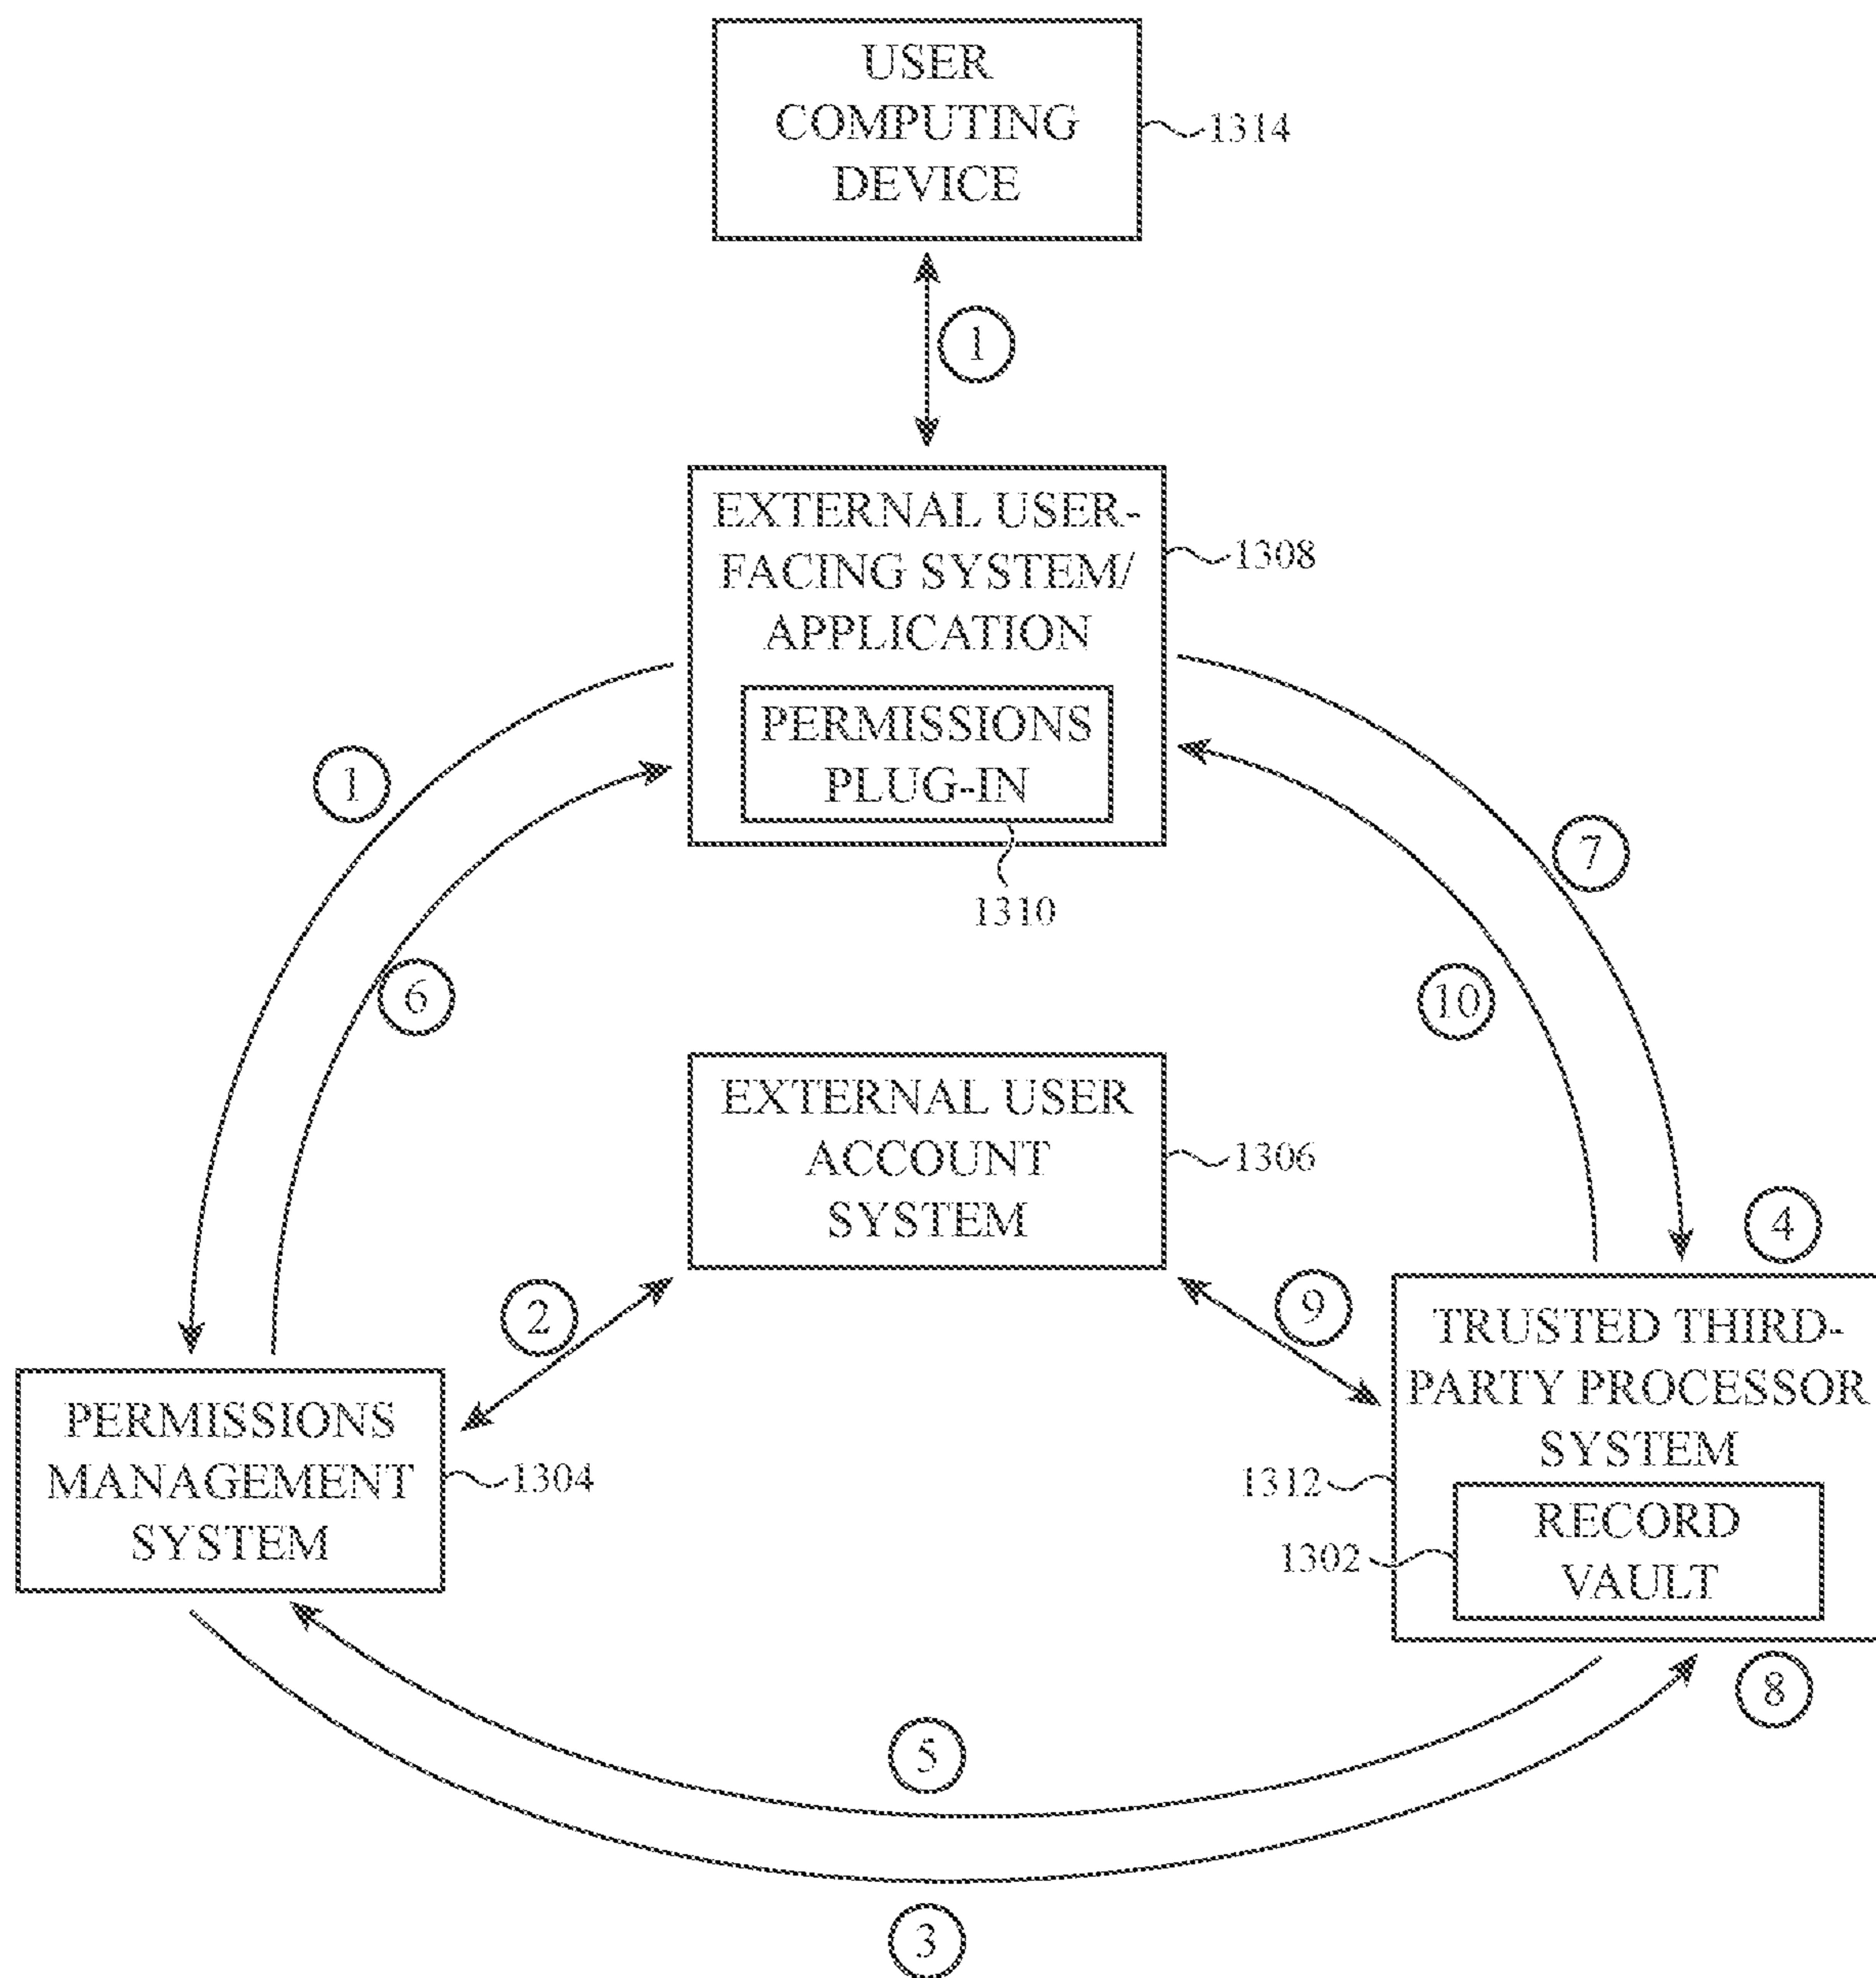 USER
COMPUTING
DEVICE
1314
1
EXTERNAL USER-
FACING SYSTEM/
APPLICATION
1308
PERMISSIONS
PLUG-IN
1310
1
6
7
10
EXTERNAL USER
ACCOUNT
SYSTEM
1306
2
9
4
PERMISSIONS
MANAGEMENT
SYSTEM
1304
TRUSTED THIRD-
PARTY PROCESSOR
SYSTEM
1312
RECORD
VAULT
1302
8
5
3